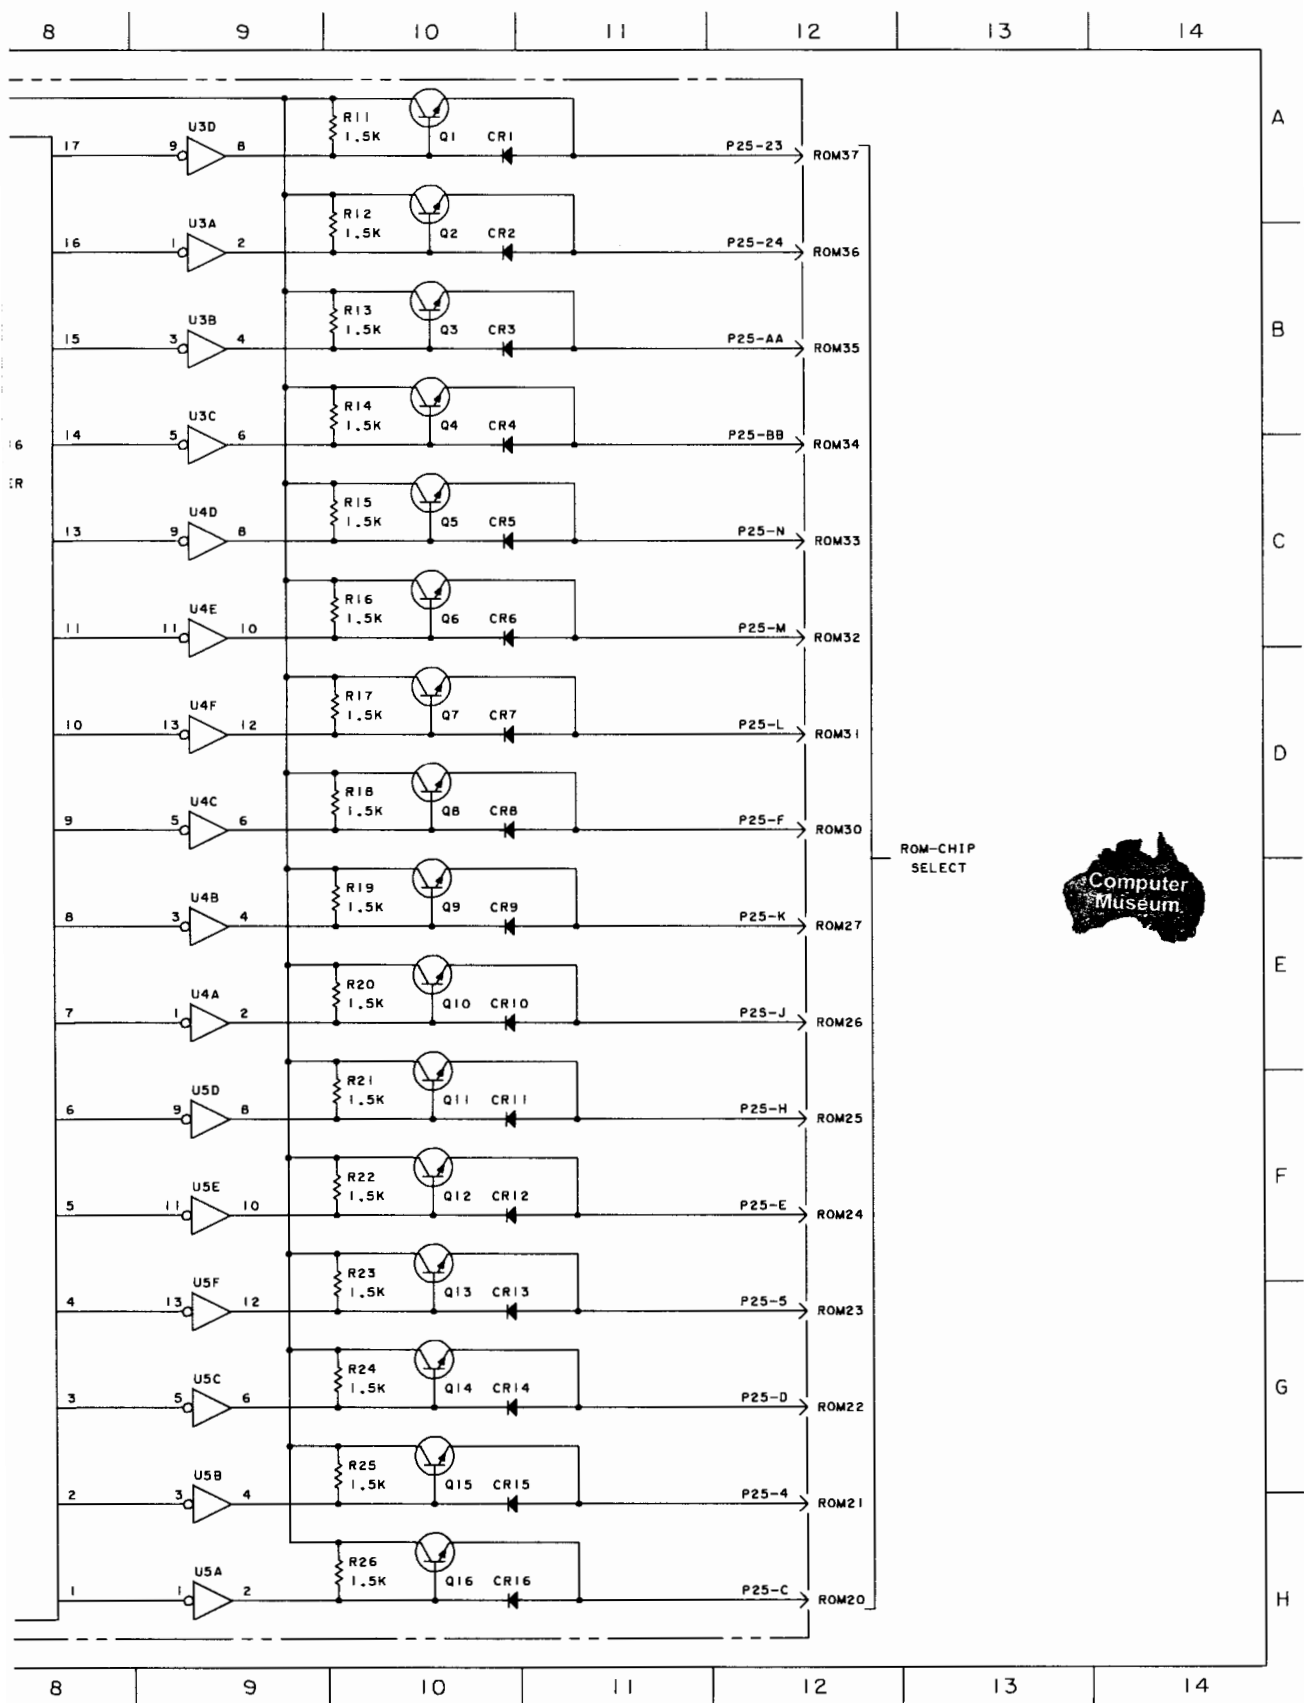 8 9 10 11 12 13 14
A
U3D R11 Q1 CR1 P25-23
17 9 8 1.5K ROM37
U3A R12 P25-24
16 1 2 1.5K Q2 CR2 ROM36
U3B R13 P25-AA B
15 3 4 1.5K Q3 CR3 ROM35
U3C R14 P25-BB
14 5 6 1.5K Q4 CR4 ROM34
16
ER
U4D R15 P25-N
13 9 8 1.5K Q5 CR5 ROM33 C
U4E R16 P25-M
11 11 10 1.5K Q6 CR6 ROM32
U4F R17 P25-L
10 13 12 1.5K Q7 CR7 ROM31 D
U4C R18 P25-F
9 5 6 1.5K Q8 CR8 ROM30
ROM-CHIP
SELECT
Computer
Museum
U4B R19 P25-K
8 3 4 1.5K Q9 CR9 ROM27
E
U4A R20 P25-J
7 1 2 1.5K Q10 CR10 ROM26
U5D R21 P25-H
6 9 8 1.5K Q11 CR11 ROM25
U5E R22 P25-E F
5 11 10 1.5K Q12 CR12 ROM24
U5F R23 P25-5
4 13 12 1.5K Q13 CR13 ROM23
U5C R24 P25-D G
3 5 6 1.5K Q14 CR14 ROM22
U5B R25 P25-4
2 3 4 1.5K Q15 CR15 ROM21
U5A R26 P25-C
1 1 2 1.5K Q16 CR16 ROM20 H
8 9 10 11 12 13 14